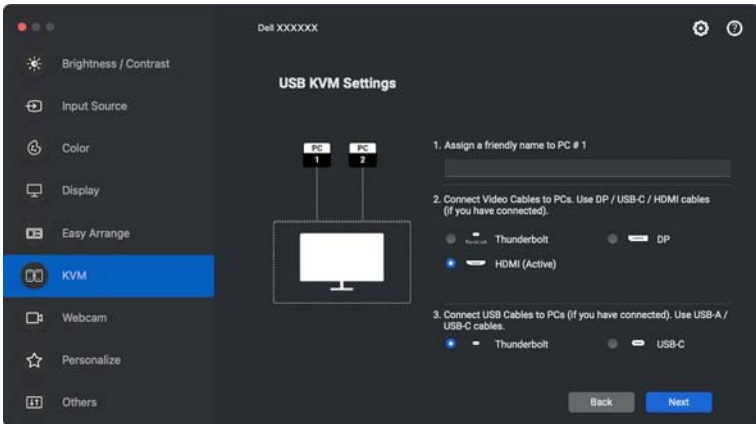 Dell XXXXXX
Brightness / Contrast
Input Source
Color
Display
Easy Arrange
KVM
Webcam
Personalize
Others
USB KVM Settings
PC
1
PC
2
1. Assign a friendly name to PC # 1
2. Connect Video Cables to PCs. Use DP / USB-C / HDMI cables
(if you have connected).
Thunderbolt
DP
HDMI (Active)
3. Connect USB Cables to PCs (if you have connected). Use USB-A /
USB-C cables.
Thunderbolt
USB-C
Back
Next